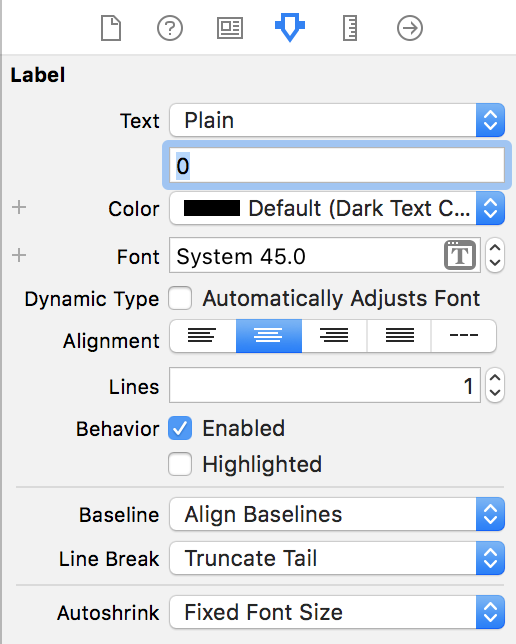 Label
Text Plain
0
Color Default (Dark Text C...
Font System 45.0 T
Dynamic Type Automatically Adjusts Font
Alignment
Lines 1
Behavior Enabled
Highlighted
Baseline Align Baselines
Line Break Truncate Tail
Autoshrink Fixed Font Size